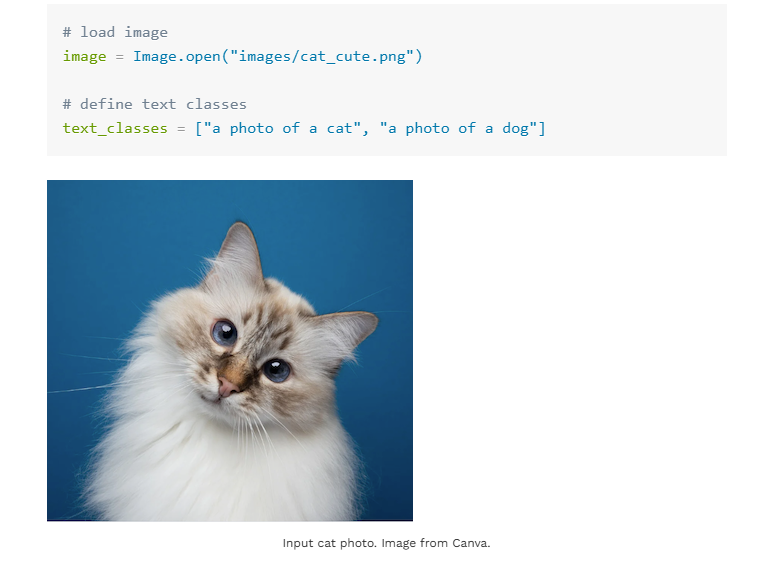 # load image
image = Image.open("images/cat_cute.png")
# define text classes
text_classes = ["a photo of a cat", "a photo of a dog"]
Input cat photo. Image from Canva.